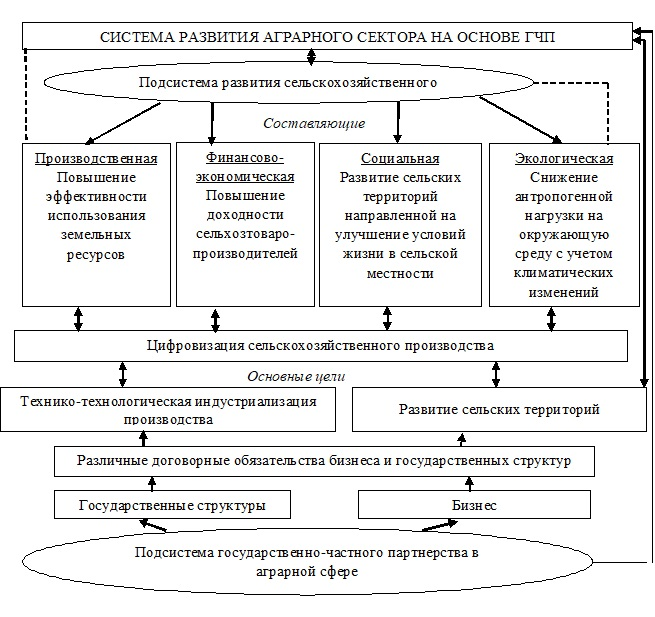 СИСТЕМА РАЗВИТИЯ АГРАРНОГО СЕКТОРА НА ОСНОВЕ ГЧП
Подсистема развития сельскохозяйственного
Составляющие
Производственная
Повышение
эффективности
использования
земельных
ресурсов
Финансово-
экономическая
Повышение
доходности
сельхозтоваро-
производителей
Социальная
Развитие сельских
территорий
направленной на
улучшение условий
жизни в сельской
местности
Экологическая
Снижение
антропогенной
нагрузки на
окружающую
среду с учетом
климатических
изменений
Цифровизация сельскохозяйственного производства
Основные цели
Технико-технологическая индустриализация
производства
Развитие сельских территорий
Различные договорные обязательства бизнеса и государственных структур
Государственные структуры
Бизнес
Подсистема государственно-частного партнерства в
аграрной сфере